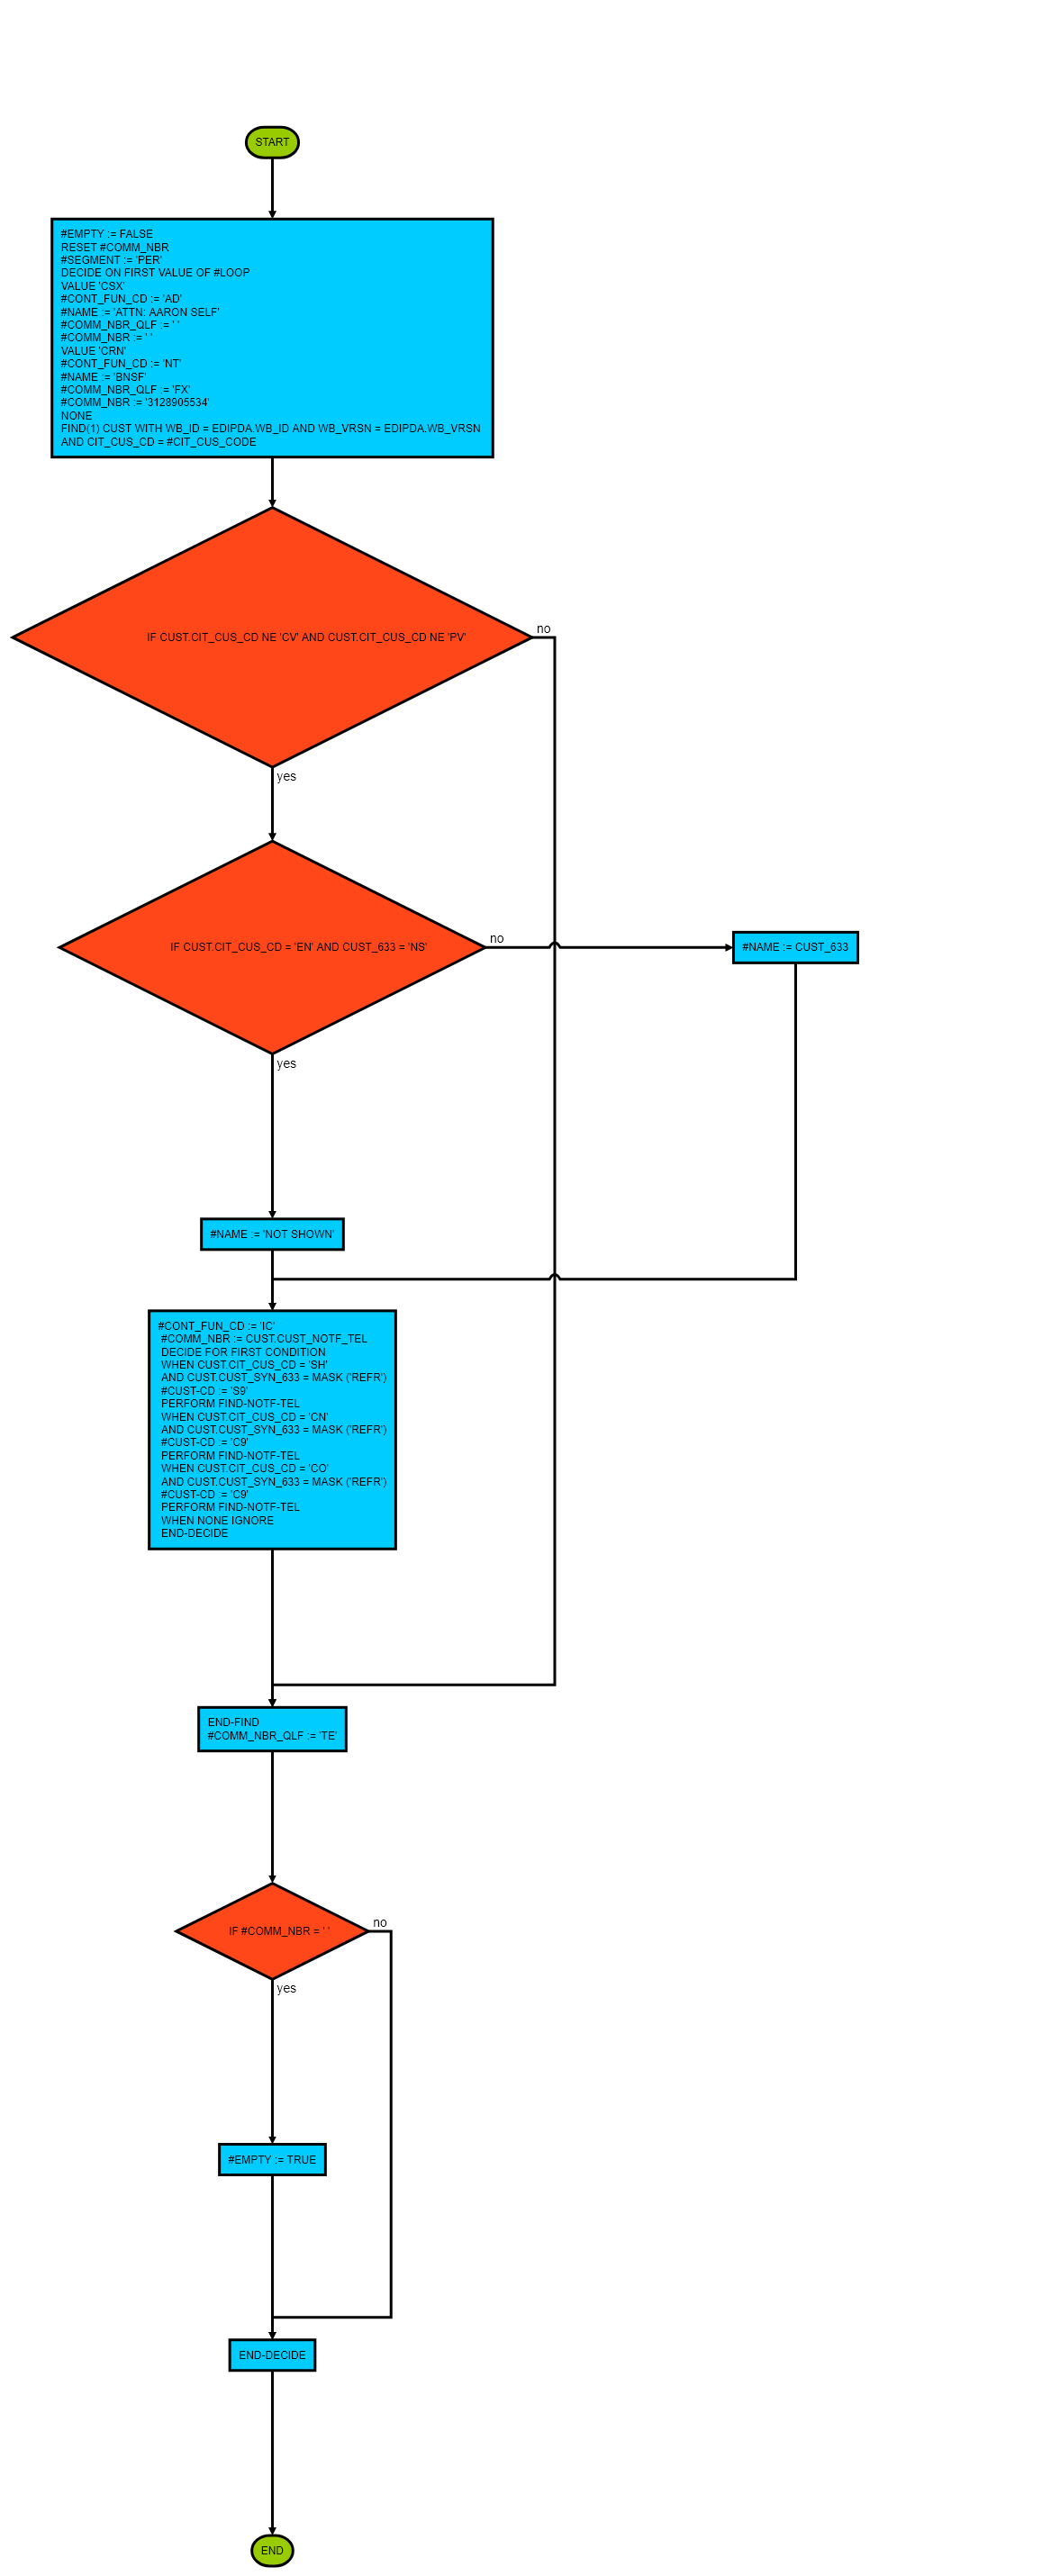 START
#EMPTY := FALSE
RESET #COMM_NBR
#SEGMENT := 'PER'
DECIDE ON FIRST VALUE OF #LOOP
VALUE 'CSX'
#CONT_FUN_CD := 'AD'
#NAME := 'ATTN: AARON SELF'
#COMM_NBR_QLF := ' '
#COMM_NBR := ' '
VALUE 'CRN'
#CONT_FUN_CD := 'NT'
#NAME := 'BNSF'
#COMM_NBR_QLF := 'FX'
#COMM_NBR := '3128905534'
NONE
FIND(1) CUST WITH WB_ID = EDIPDA.WB_ID AND WB_VRSN = EDIPDA.WB_VRSN
AND CIT_CUS_CD = #CIT_CUS_CODE
IF CUST.CIT_CUS_CD NE 'CV' AND CUST.CIT_CUS_CD NE 'PV'
no
yes
IF CUST.CIT_CUS_CD = 'EN' AND CUST_633 = 'NS'
no
#NAME := CUST_633
yes
#NAME := 'NOT SHOWN'
#CONT_FUN_CD := 'IC'
#COMM_NBR := CUST.CUST_NOTF_TEL
DECIDE FOR FIRST CONDITION
WHEN CUST.CIT_CUS_CD = 'SH'
AND CUST.CUST_SYN_633 = MASK ('REFR')
#CUST-CD := 'S9'
PERFORM FIND-NOTF-TEL
WHEN CUST.CIT_CUS_CD = 'CN'
AND CUST.CUST_SYN_633 = MASK ('REFR')
#CUST-CD := 'C9'
PERFORM FIND-NOTF-TEL
WHEN CUST.CIT_CUS_CD = 'CO'
AND CUST.CUST_SYN_633 = MASK ('REFR')
#CUST-CD := 'C9'
PERFORM FIND-NOTF-TEL
WHEN NONE IGNORE
END-DECIDE
END-FIND
#COMM_NBR_QLF := 'TE'
IF #COMM_NBR = ' '
no
yes
#EMPTY := TRUE
END-DECIDE
END